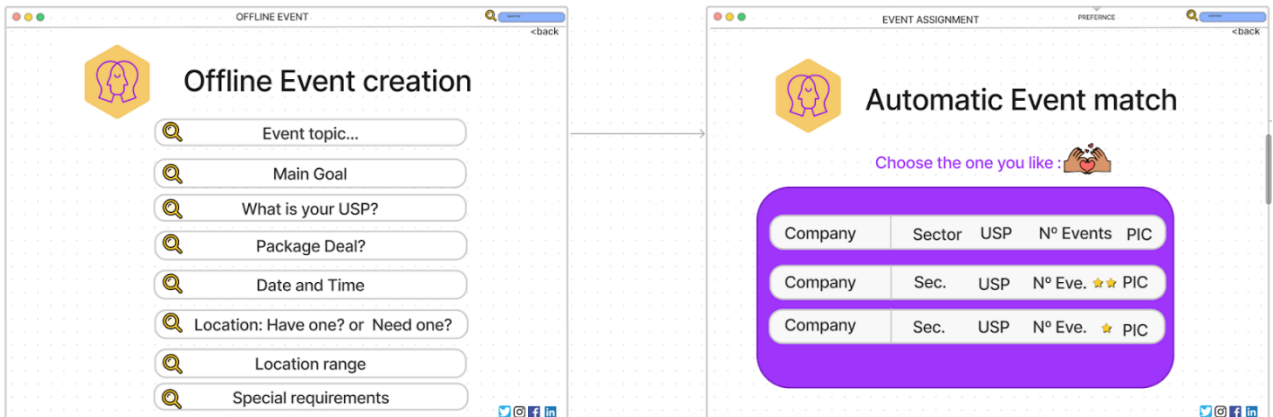 OFFLINE EVENT
<back
Offline Event creation
Event topic...
Main Goal
What is your USP?
Package Deal?
Date and Time
Location: Have one? or Need one?
Location range
Special requirements
EVENT ASSIGNMENT
PREFERNCE
<back
Automatic Event match
Choose the one you like :
Company Sector USP Nº Events PIC
Company Sec. USP Nº Eve. PIC
Company Sec. USP Nº Eve. PIC